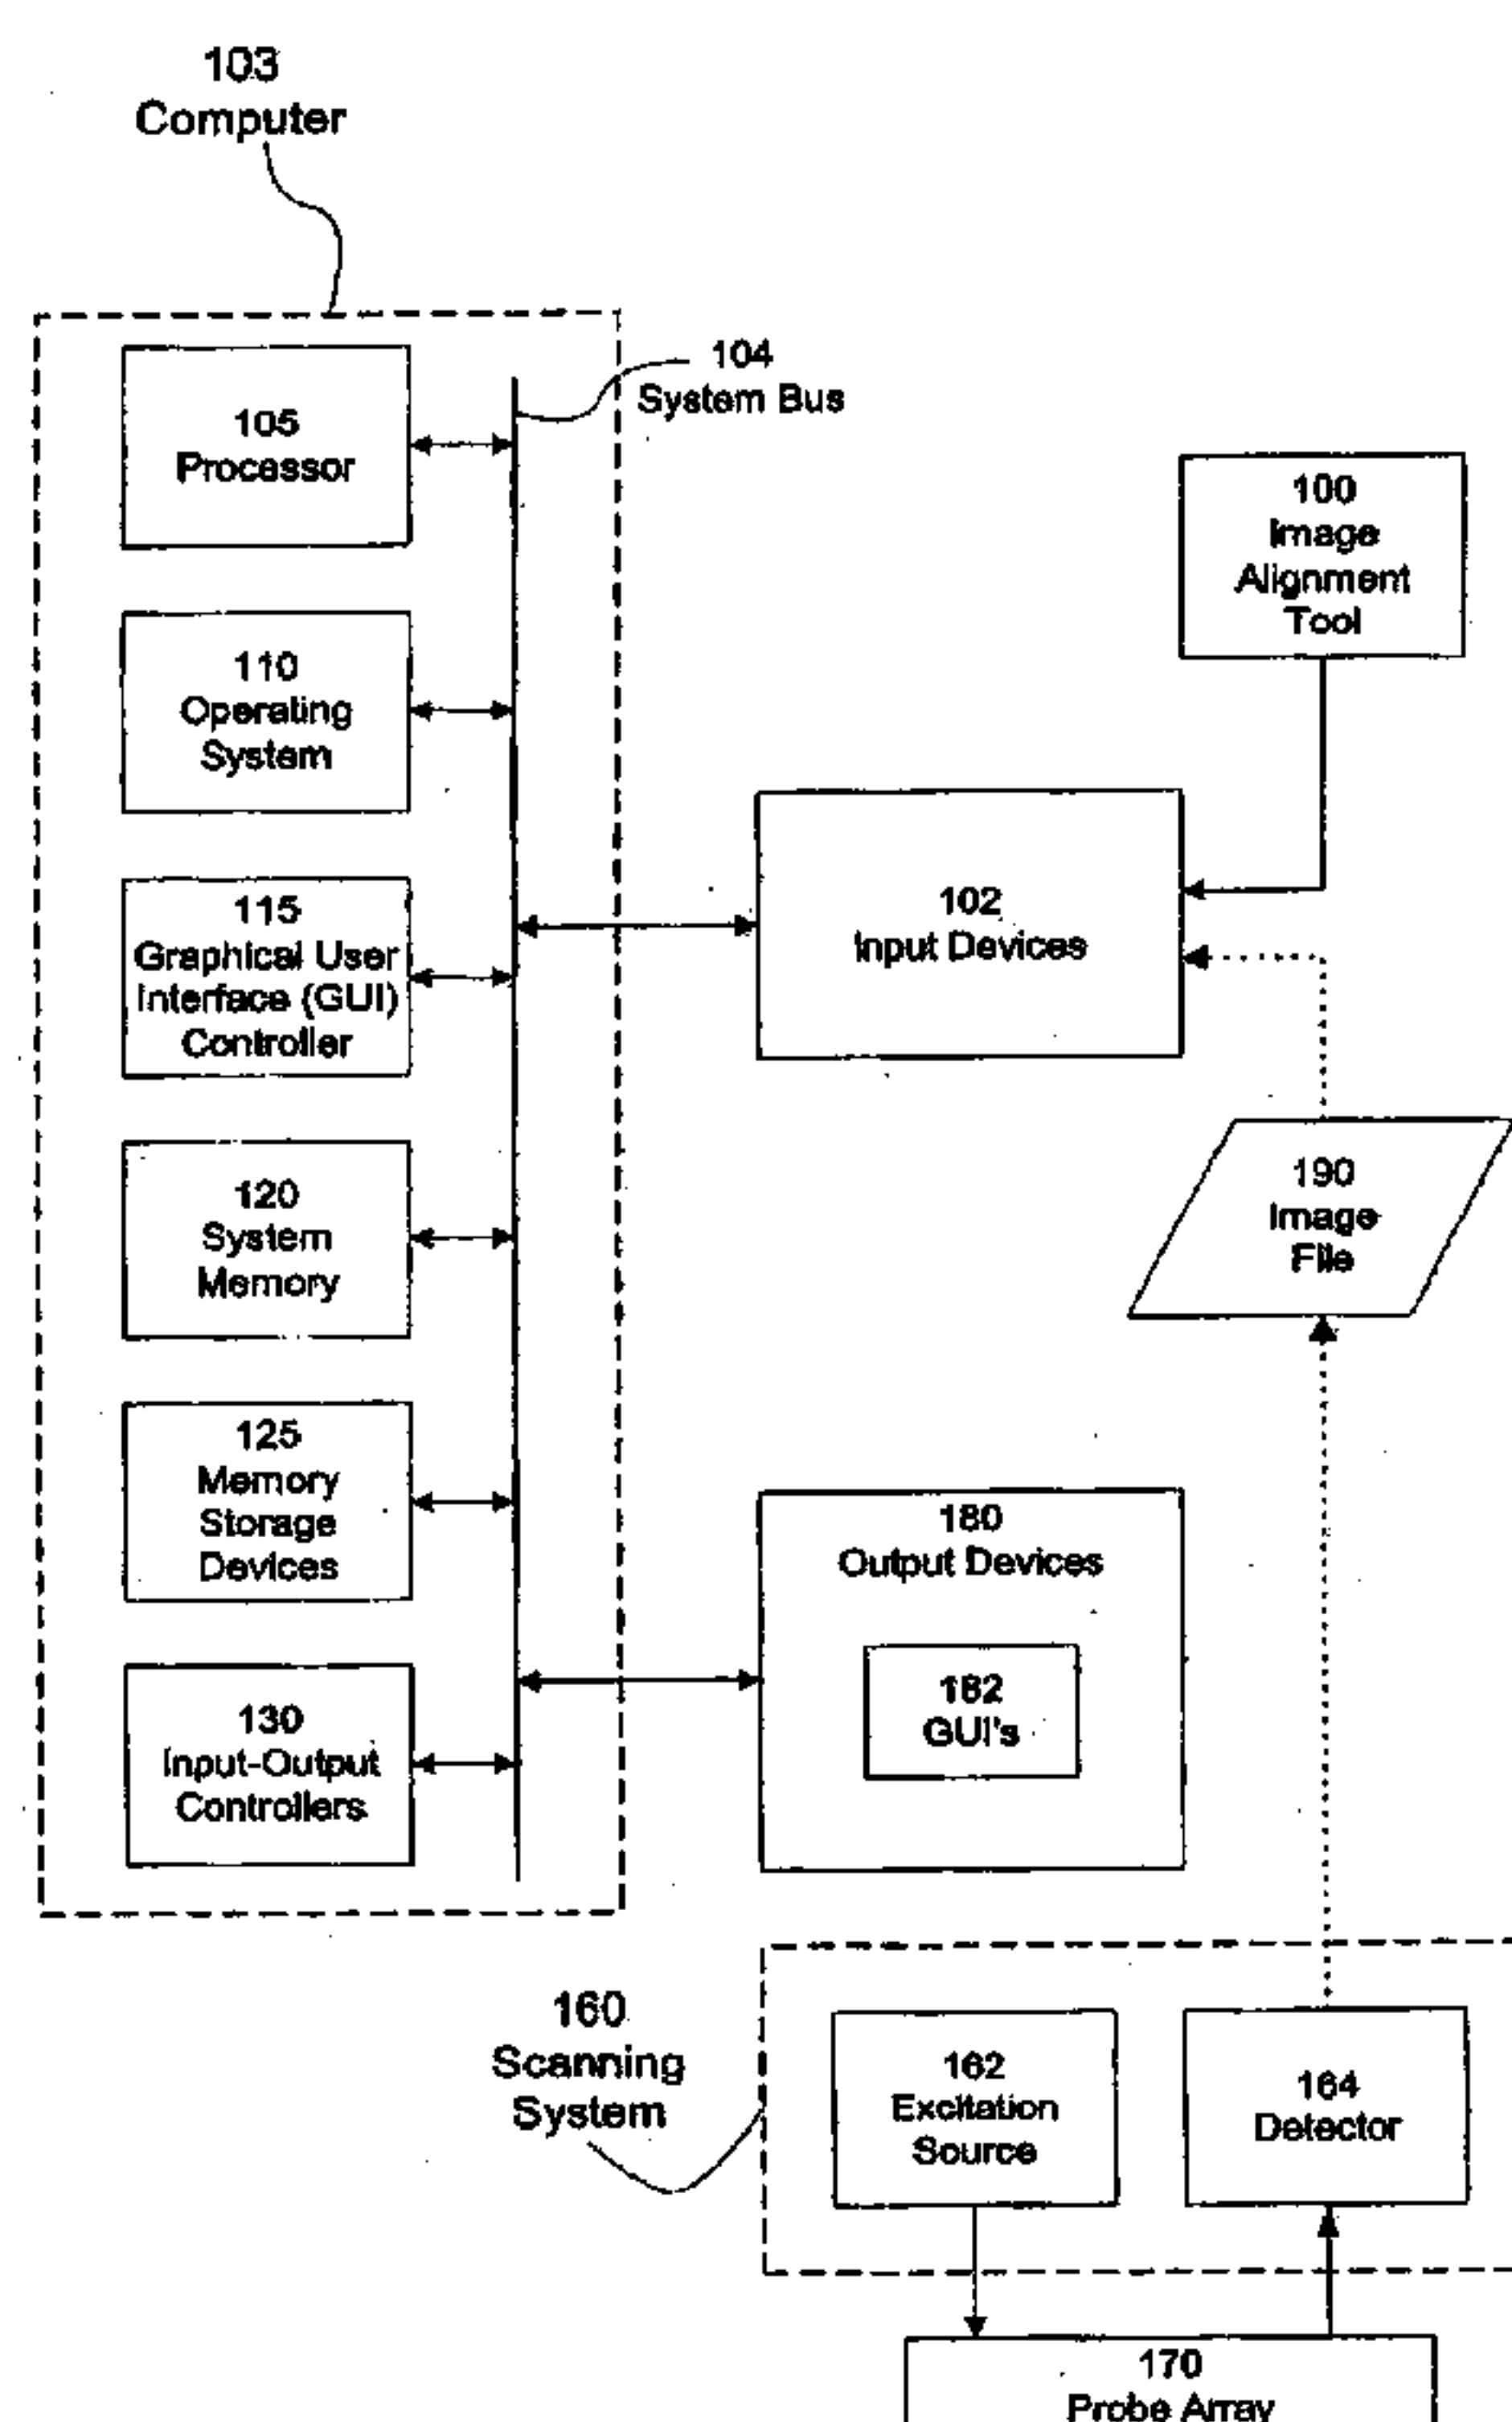 103
Computer
104
System Bus
105
Processor
100
Image
Alignment
Tool
110
Operating
System
115
Graphical User
Interface (GUI)
Controller
102
Input Devices
120
System
Memory
190
Image
File
125
Memory
Storage
Devices
180
Output Devices
182
GUI's
130
Input-Output
Controllers
160
Scanning
System
162
Excitation
Source
164
Detector
170
Probe Array